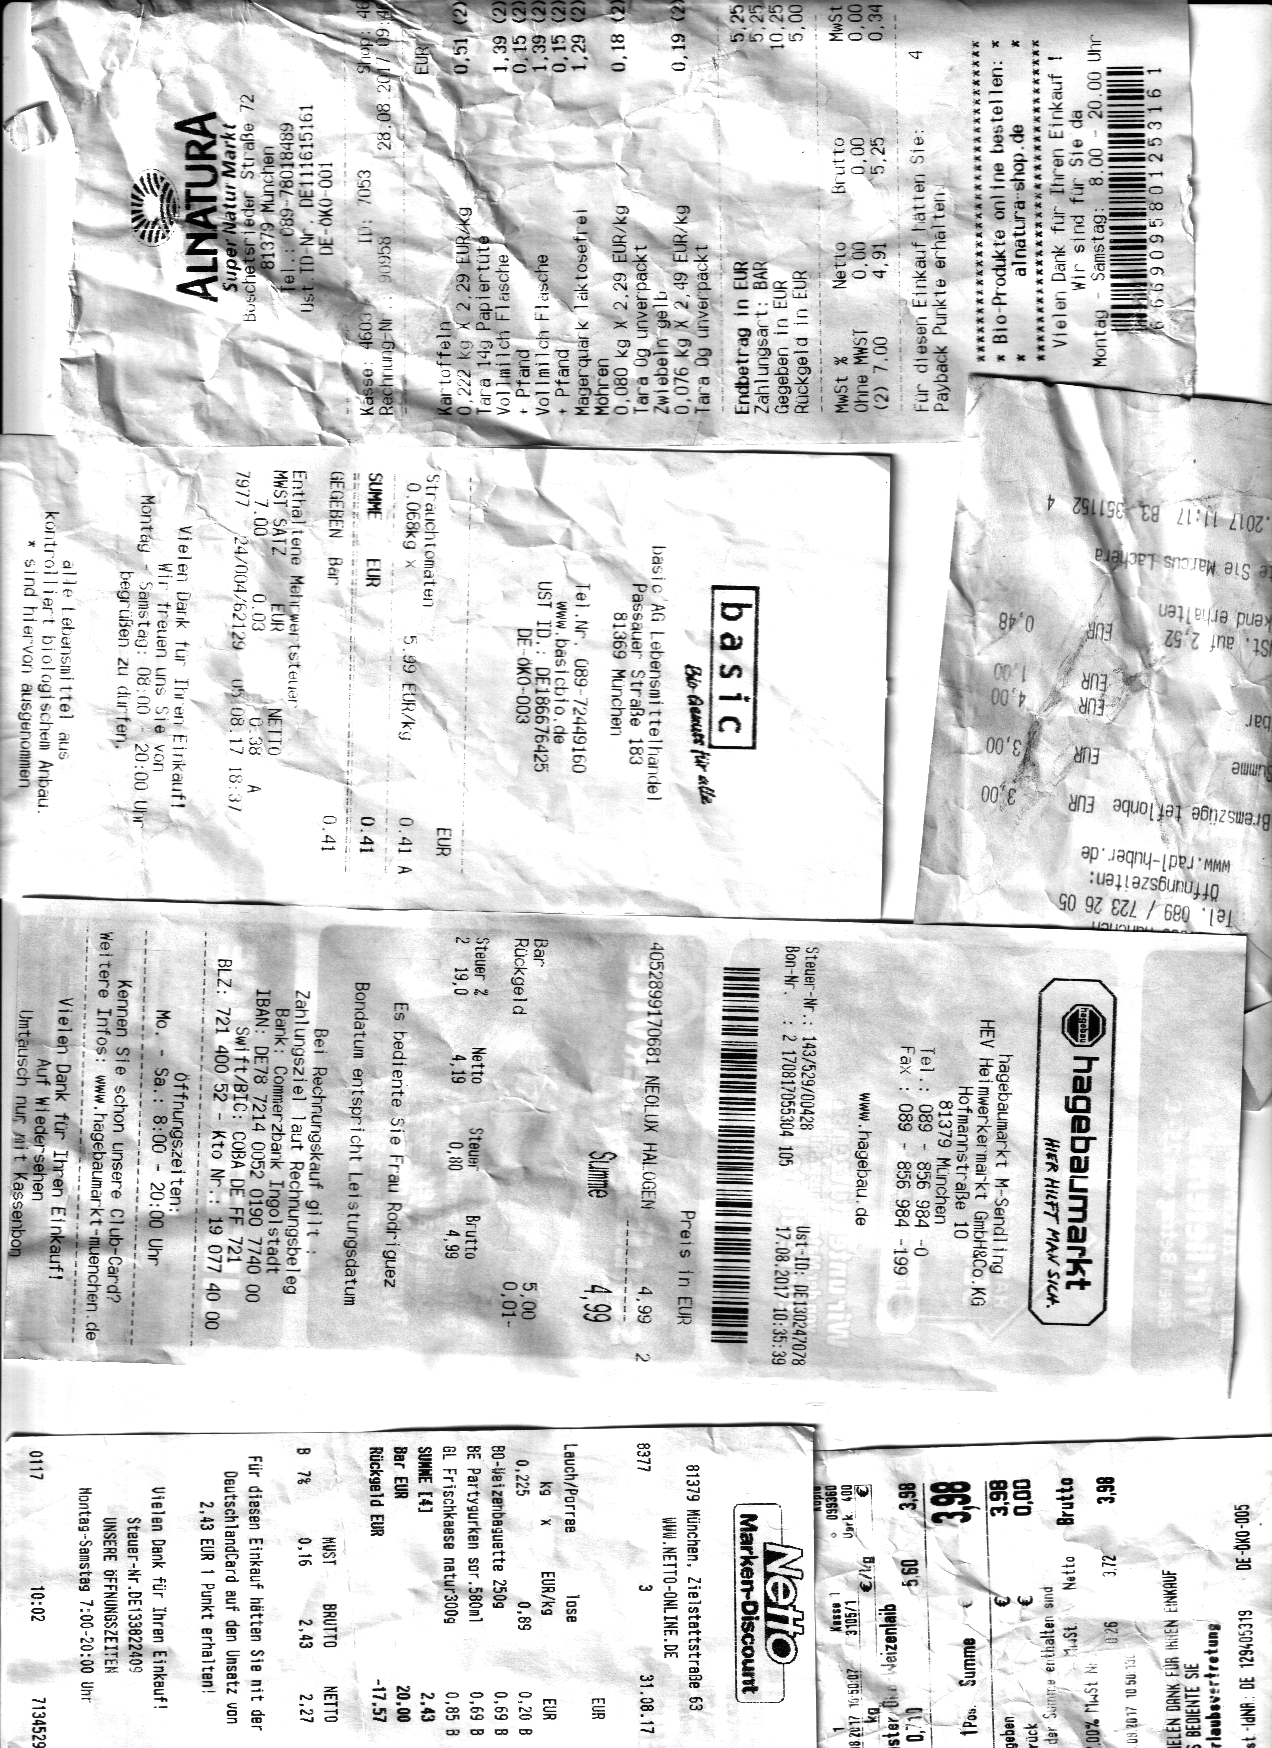 ALNATURA
Super Natur Markt
Boschetsrieder Straße 72
81379 München
Tel.: 089-78018489
Ust.ID-Nr. DE111615161
DE-ÖKO-001
Kasse: 4603 ID: 7053 Shop: 46
Rechnung-Nr.: 90958 28.08.2017 09:4
EUR
Kartoffeln 0,51 (2)
0,222 kg X 2,29 EUR/kg
Tara 14g Papiertüte
Vollmilch Flasche 1,39 (2)
+ Pfand 0,15 (2)
Vollmilch Flasche 1,39 (2)
+ Pfand 0,15 (2)
Magerquark laktosefrei 1,29 (2)
Möhren 0,18 (2)
0,080 kg X 2,29 EUR/kg
Tara 0g unverpackt
Zwiebeln gelb 0,19 (2)
0,076 kg X 2,49 EUR/kg
Tara 0g unverpackt
Endbetrag in EUR 5,25
Zahlungsart: BAR 5,25
Gegeben in EUR 10,25
Rückgeld in EUR 5,00
MwSt % Netto Brutto MwSt
Ohne MWST 0,00 0,00 0,00
(2) 7.00 4,91 5,25 0,34
Für diesen Einkauf hätten Sie: 4
Payback Punkte erhalten.
************************************
* Bio-Produkte online bestellen: *
* alnatura-shop.de *
************************************
Vielen Dank für Ihren Einkauf !
Wir sind für Sie da
Montag - Samstag: 8.00 - 20.00 Uhr
6669095801253161
basic
Bio-Genuss für alle
basic AG Lebensmittelhandel
Passauer Straße 183
81369 München
Tel.Nr. 089-72449160
www.basicbio.de
UST ID.: DE186676425
DE-ÖKO-003
EUR
Strauchtomaten
0.068kg x 5.99 EUR/kg 0.41 A
SUMME EUR 0.41
GEGEBEN Bar 0.41
Enthaltene Mehrwertsteuer
MWST SATZ EUR NETTO
7.00 0.03 0.38 A
7977 24/004/62129 05.08.17 18:37
Vielen Dank für Ihren Einkauf!
Wir freuen uns Sie von
Montag - Samstag: 08:00 - 20:00 Uhr
begrüßen zu dürfen.
alle Lebensmittel aus
kontrolliert biologischem Anbau.
* sind hiervon ausgenommen
Tel. 089 / 723 26 05
Öffnungszeiten:
www.radl-huber.de
Bremszüge teflonbe EUR 3,00
Summe EUR 3,00
bar EUR 4,00
EUR 1,00
St. auf 2,52 EUR 0,48
kend erhalten
te Sie Marcus Lachera
.2017 11:17 B3 351152 4
hagebau
hagebaumarkt
HIER HILFT MAN SICH.
hagebaumarkt M-Sendling
HEV Heimwerkermarkt GmbH&Co.KG
Hofmannstraße 10
81379 München
Tel.: 089 - 856 984 -0
Fax : 089 - 856 984 -199
www.hagebau.de
Steuer-Nr.: 143/529/00428 Ust-ID: DE130247078
Bon-Nr. : 2 170817055304 105 17.08.2017 10:35:39
Preis in EUR
4052899170681 NEOLUX HALOGEN 4,99 2
Summe 4,99
Bar 5,00
Rückgeld 0,01-
Steuer % Netto Steuer Brutto
2 19,0 4,19 0,80 4,99
Es bediente Sie Frau Rodriguez
Bondatum entspricht Leistungsdatum
Bei Rechnungskauf gilt :
Zahlungsziel laut Rechnungsbeleg
Bank: Commerzbank Ingolstadt
IBAN: DE78 7214 0052 0190 7740 00
Swift/BIC: COBA DE FF 721
BLZ: 721 400 52 - Kto Nr.: 19 077 40 00
Öffnungszeiten:
Mo. - Sa.: 8:00 - 20:00 Uhr
Kennen Sie schon unsere Club-Card?
Weitere Infos: www.hagebaumarkt-muenchen.de
Vielen Dank für Ihren Einkauf!
Auf Wiedersehen
Umtausch nur mit Kassenbon
Netto
Marken-Discount
81379 München, Zielstattstraße 63
WWW.NETTO-ONLINE.DE
8377 3 31.08.17
EUR
Lauch/Porree lose
kg X EUR/kg EUR
0,225 0,89 0,20 B
BO-Weizenbaguette 250g 0,69 B
BE Partygurken sor.580ml 0,69 B
GL Frischkaese natur300g 0,85 B
SUMME [4] 2,43
Bar EUR 20.00
Rückgeld EUR -17.57
MWST BRUTTO NETTO
B 7% 0,16 2,43 2,27
Für diesen Einkauf hätten Sie mit der
DeutschlandCard auf den Umsatz von
2,43 EUR 1 Punkt erhalten!
Vielen Dank für Ihren Einkauf!
Steuer-Nr.DE133822409
UNSERE ÖFFNUNGSZEITEN
Montag-Samstag 7:00-20:00 Uhr
0117 10:02 7134529
Kasse 1 Verk 400
kg €/kg €
Weizenlaib
0,710 5,60 3,98
1 Pos. Summe € 3,98
geben € 3,98
rück € 0,00
der Summe enthalten sind
MwSt. Netto Brutto
7.00% MwSt 0.26 3,72 3,98
.08.2017 10:50
IELEN DANK FÜR IHREN EINKAUF
S BEDIENTE SIE
rlaubsvertretung
st-IdNR: DE 129405319 DE-ÖKO-005